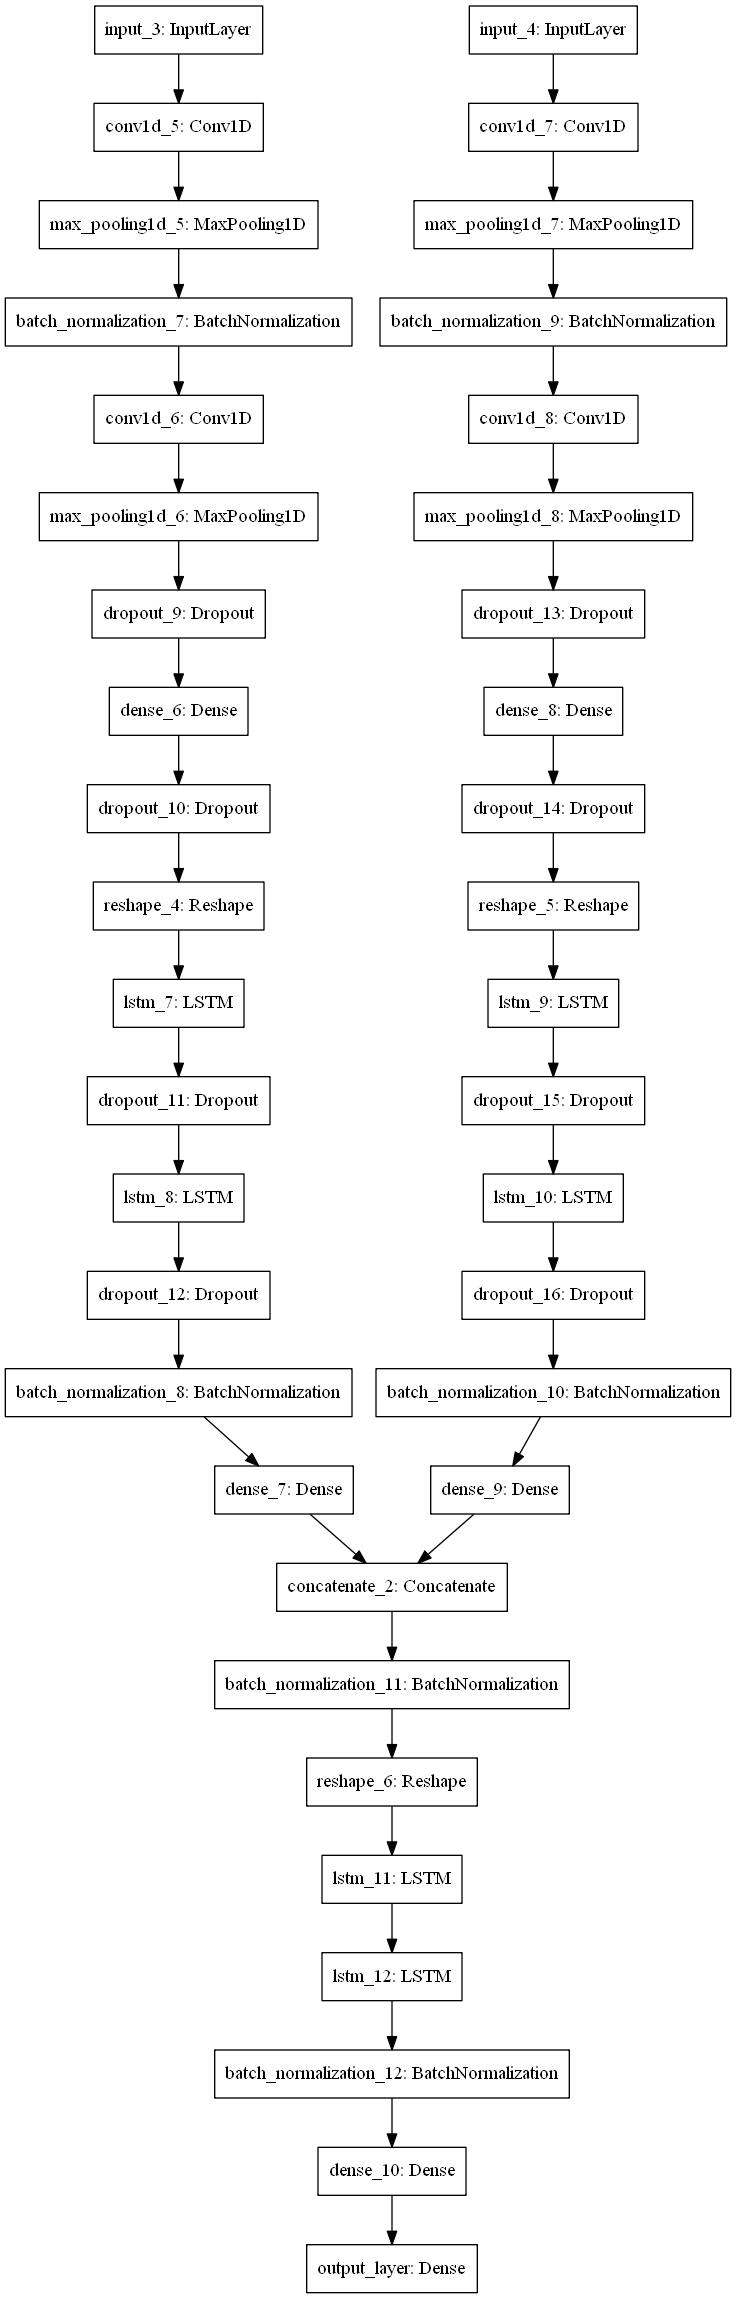 input_3: InputLayer
input_4: InputLayer
conv1d_5: Conv1D
conv1d_7: Conv1D
max_pooling1d_5: MaxPooling1D
max_pooling1d_7: MaxPooling1D
batch_normalization_7: BatchNormalization
batch_normalization_9: BatchNormalization
conv1d_6: Conv1D
conv1d_8: Conv1D
max_pooling1d_6: MaxPooling1D
max_pooling1d_8: MaxPooling1D
dropout_9: Dropout
dropout_13: Dropout
dense_6: Dense
dense_8: Dense
dropout_10: Dropout
dropout_14: Dropout
reshape_4: Reshape
reshape_5: Reshape
lstm_7: LSTM
lstm_9: LSTM
dropout_11: Dropout
dropout_15: Dropout
lstm_8: LSTM
lstm_10: LSTM
dropout_12: Dropout
dropout_16: Dropout
batch_normalization_8: BatchNormalization
batch_normalization_10: BatchNormalization
dense_7: Dense
dense_9: Dense
concatenate_2: Concatenate
batch_normalization_11: BatchNormalization
reshape_6: Reshape
lstm_11: LSTM
lstm_12: LSTM
batch_normalization_12: BatchNormalization
dense_10: Dense
output_layer: Dense